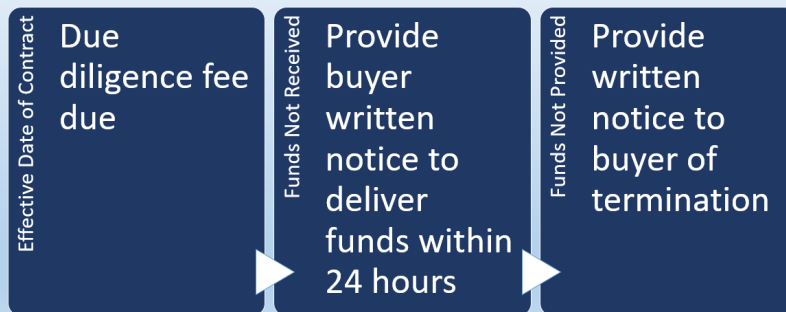 Effective Date of Contract
Due
diligence fee
due
Funds Not Received
Provide
buyer
written
notice to
deliver
funds within
24 hours
Funds Not Provided
Provide
written
notice to
buyer of
termination